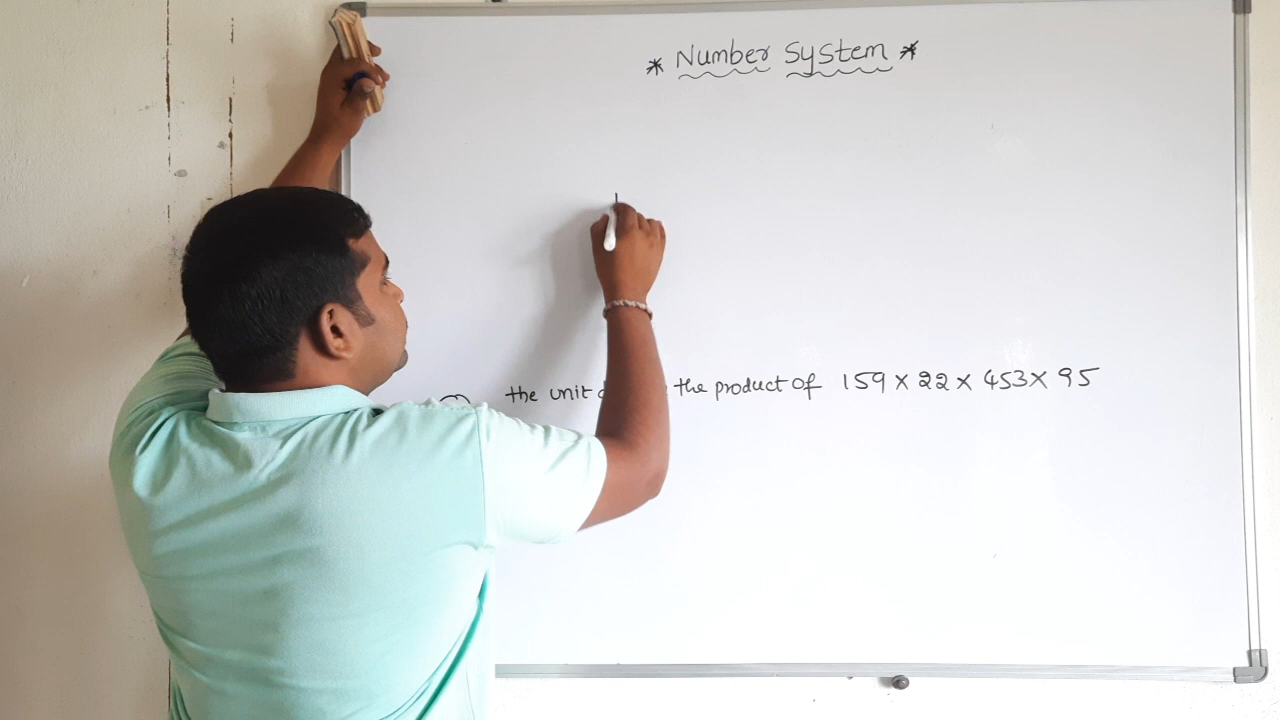 * Number System *
the unit the product of 159 × 22 × 453 × 95